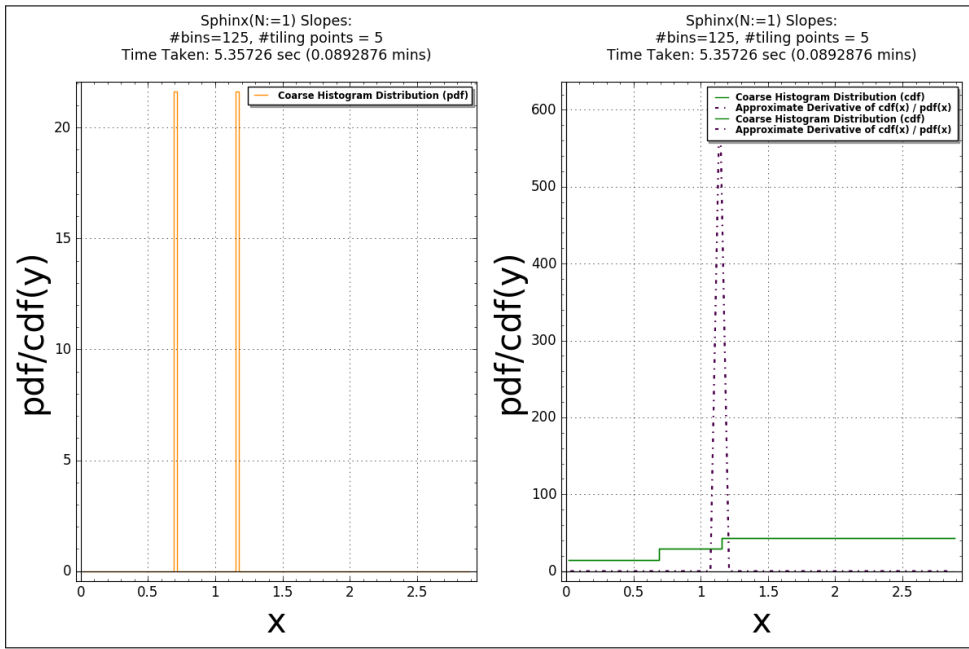 Sphinx(N:=1) Slopes:
#bins=125, #tiling points = 5
Time Taken: 5.35726 sec (0.0892876 mins)
Coarse Histogram Distribution (pdf)
20
15
10
5
0
0
0.5
1
1.5
2
2.5
pdf/cdf(y)
x
Sphinx(N:=1) Slopes:
#bins=125, #tiling points = 5
Time Taken: 5.35726 sec (0.0892876 mins)
Coarse Histogram Distribution (cdf)
Approximate Derivative of cdf(x) / pdf(x)
Coarse Histogram Distribution (cdf)
Approximate Derivative of cdf(x) / pdf(x)
600
500
400
300
200
100
0
0
0.5
1
1.5
2
2.5
pdf/cdf(y)
x